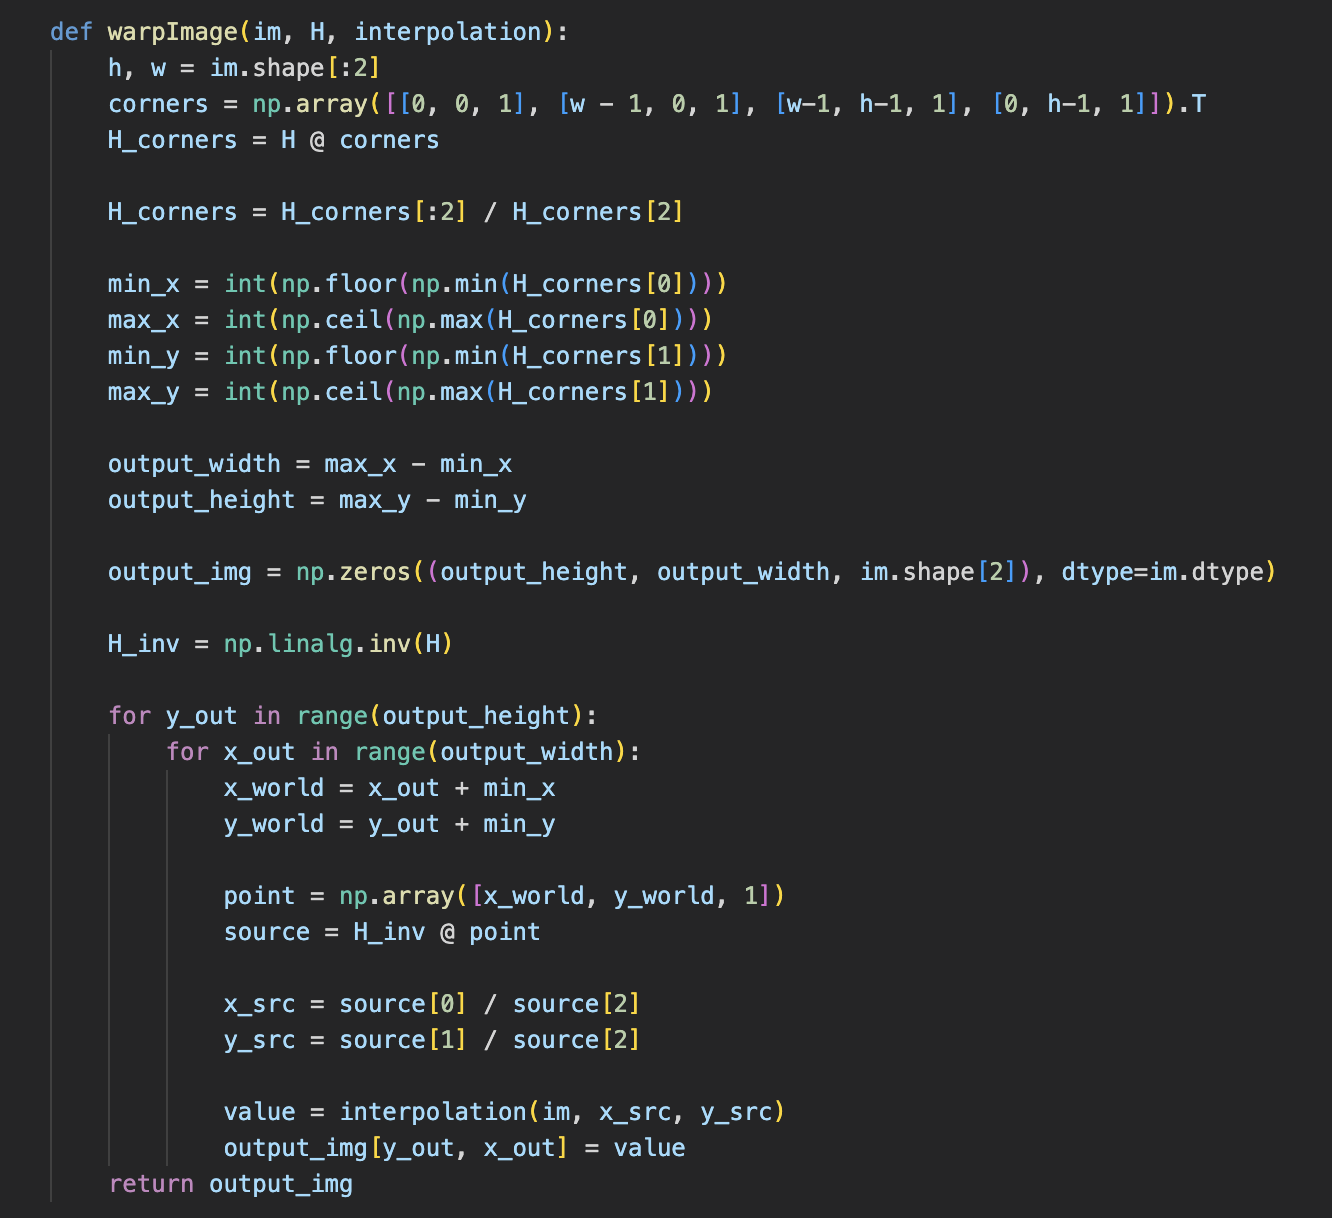 def warpImage(im, H, interpolation):
    h, w = im.shape[:2]
    corners = np.array([[0, 0, 1], [w - 1, 0, 1], [w-1, h-1, 1], [0, h-1, 1]]).T
    H_corners = H @ corners

    H_corners = H_corners[:2] / H_corners[2]

    min_x = int(np.floor(np.min(H_corners[0])))
    max_x = int(np.ceil(np.max(H_corners[0])))
    min_y = int(np.floor(np.min(H_corners[1])))
    max_y = int(np.ceil(np.max(H_corners[1])))

    output_width = max_x - min_x
    output_height = max_y - min_y

    output_img = np.zeros((output_height, output_width, im.shape[2]), dtype=im.dtype)

    H_inv = np.linalg.inv(H)

    for y_out in range(output_height):
        for x_out in range(output_width):
            x_world = x_out + min_x
            y_world = y_out + min_y

            point = np.array([x_world, y_world, 1])
            source = H_inv @ point

            x_src = source[0] / source[2]
            y_src = source[1] / source[2]

            value = interpolation(im, x_src, y_src)
            output_img[y_out, x_out] = value
    return output_img